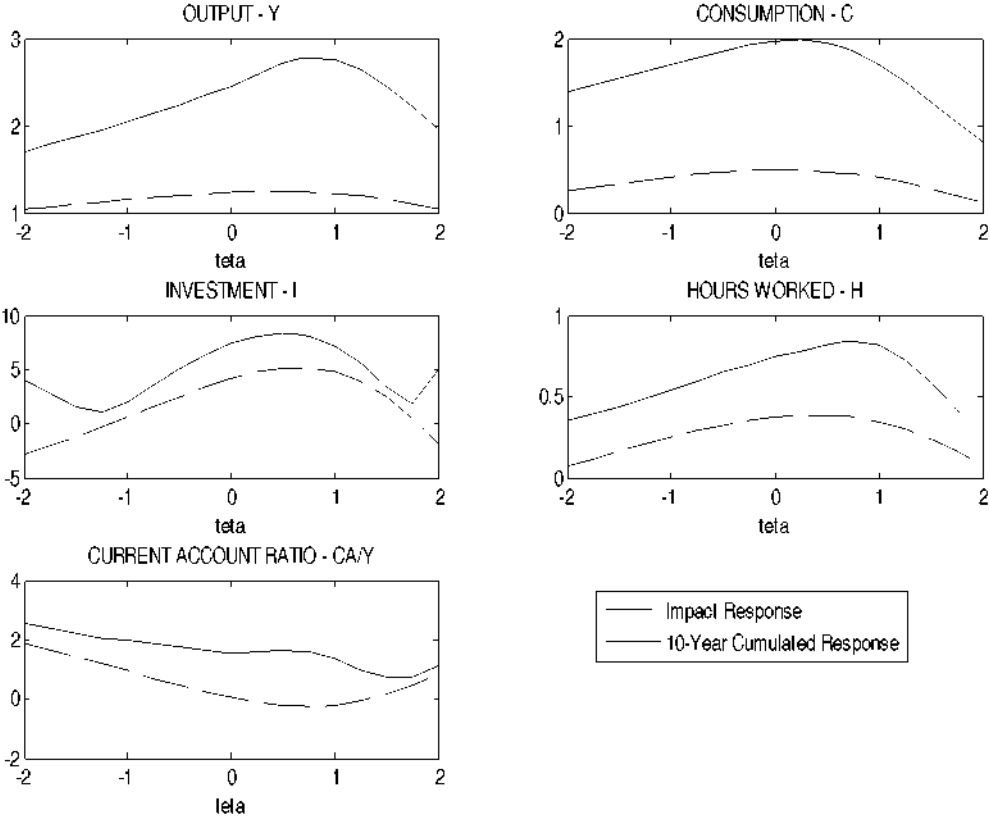 OUTPUT - Y
3
2
1
-2 -1 0 1 2
teta
CONSUMPTION - C
2
1
0
-2 -1 0 1 2
teta
INVESTMENT - I
10
5
0
-5
-2 -1 0 1 2
teta
HOURS WORKED - H
1
0.5
0
-2 -1 0 1 2
teta
CURRENT ACCOUNT RATIO - CA/Y
4
2
0
-2
-2 -1 0 1 2
teta
Impact Response
10-Year Cumulated Response